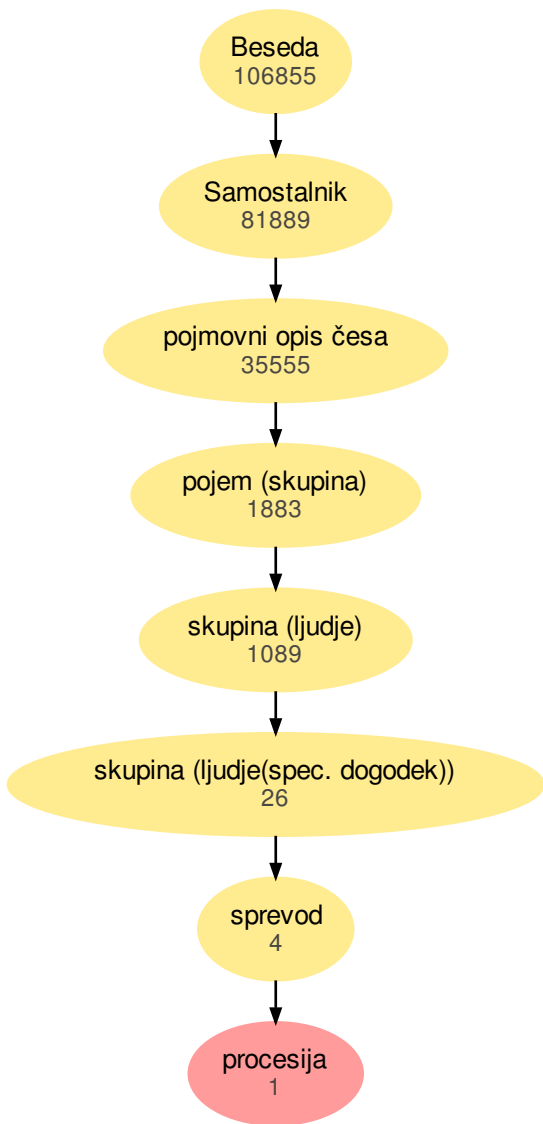 Beseda
106855
Samostalnik
81889
pojmovni opis česa
35555
pojem (skupina)
1883
skupina (ljudje)
1089
skupina (ljudje(spec. dogodek))
26
sprevod
4
procesija
1